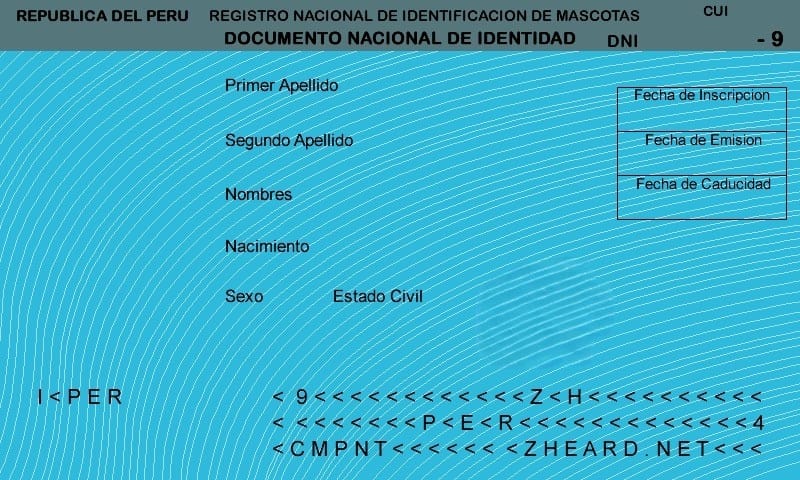 REPUBLICA DEL PERU REGISTRO NACIONAL DE IDENTIFICACION DE MASCOTAS CUI
DOCUMENTO NACIONAL DE IDENTIDAD DNI - 9
Primer Apellido
Fecha de Inscripcion
Segundo Apellido
Fecha de Emision
Nombres
Fecha de Caducidad
Nacimiento
Sexo Estado Civil
I<PER < 9<<<<<<<<<<<<Z<H<<<<<<<<<<
< <<<<<<<P<E<R<<<<<<<<<<<<<4
<CMPNT<<<<<< <ZHEARD.NET<<<